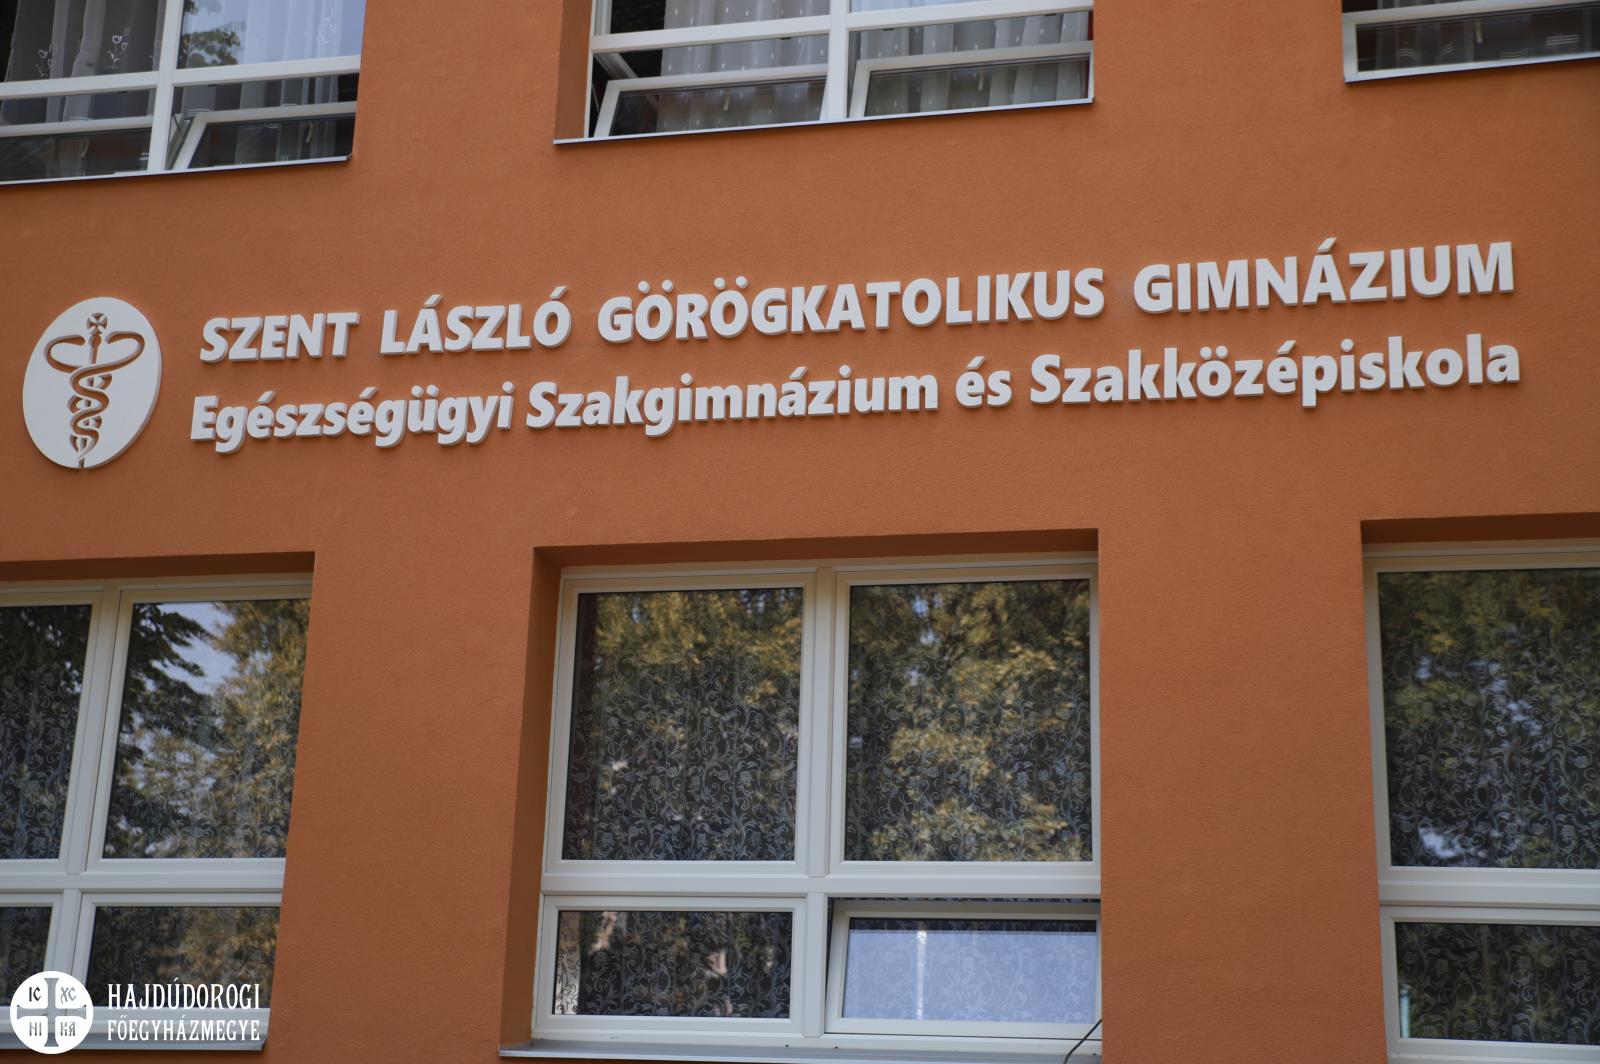 SZENT LÁSZLÓ GÖRÖGKATOLIKUS GIMNÁZIUM
Egészségügyi Szakgimnázium és Szakközépiskola
IC XC
NI KA
HAJDÚDOROGI
FŐEGYHÁZMEGYE